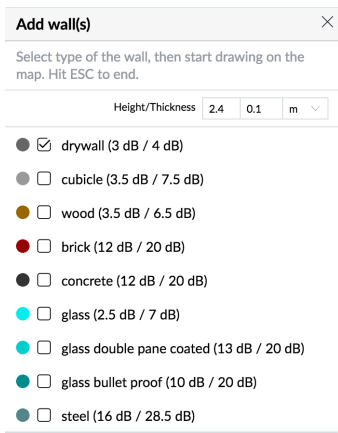 Add wall(s)
Select type of the wall, then start drawing on the
map. Hit ESC to end.
Height/Thickness 2.4 0.1 m
drywall (3 dB / 4 dB)
cubicle (3.5 dB / 7.5 dB)
wood (3.5 dB / 6.5 dB)
brick (12 dB / 20 dB)
concrete (12 dB / 20 dB)
glass (2.5 dB / 7 dB)
glass double pane coated (13 dB / 20 dB)
glass bullet proof (10 dB / 20 dB)
steel (16 dB / 28.5 dB)